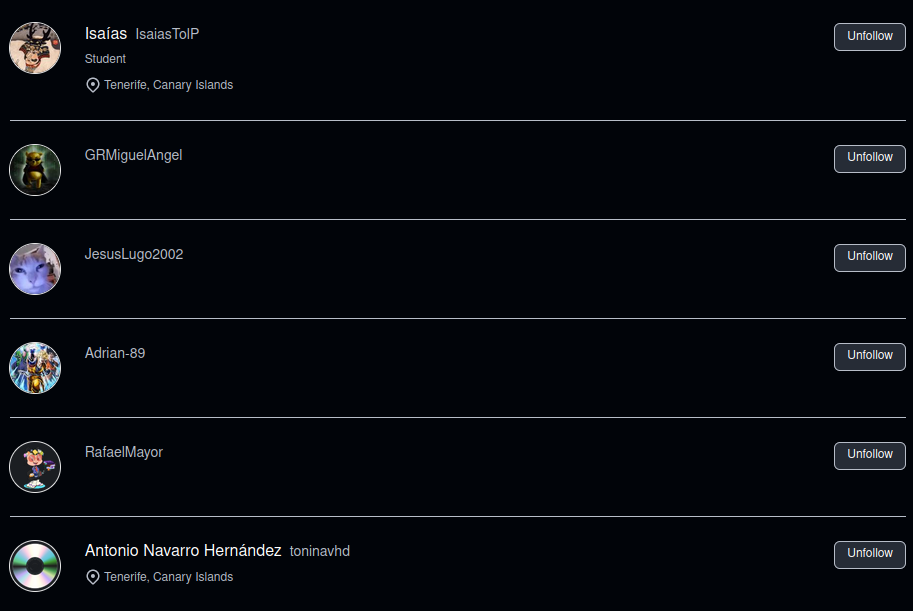 Isaías IsaiasTolP Unfollow
Student
Tenerife, Canary Islands
GRMiguelAngel Unfollow
JesusLugo2002 Unfollow
Adrian-89 Unfollow
RafaelMayor Unfollow
Antonio Navarro Hernández toninavhd Unfollow
Tenerife, Canary Islands